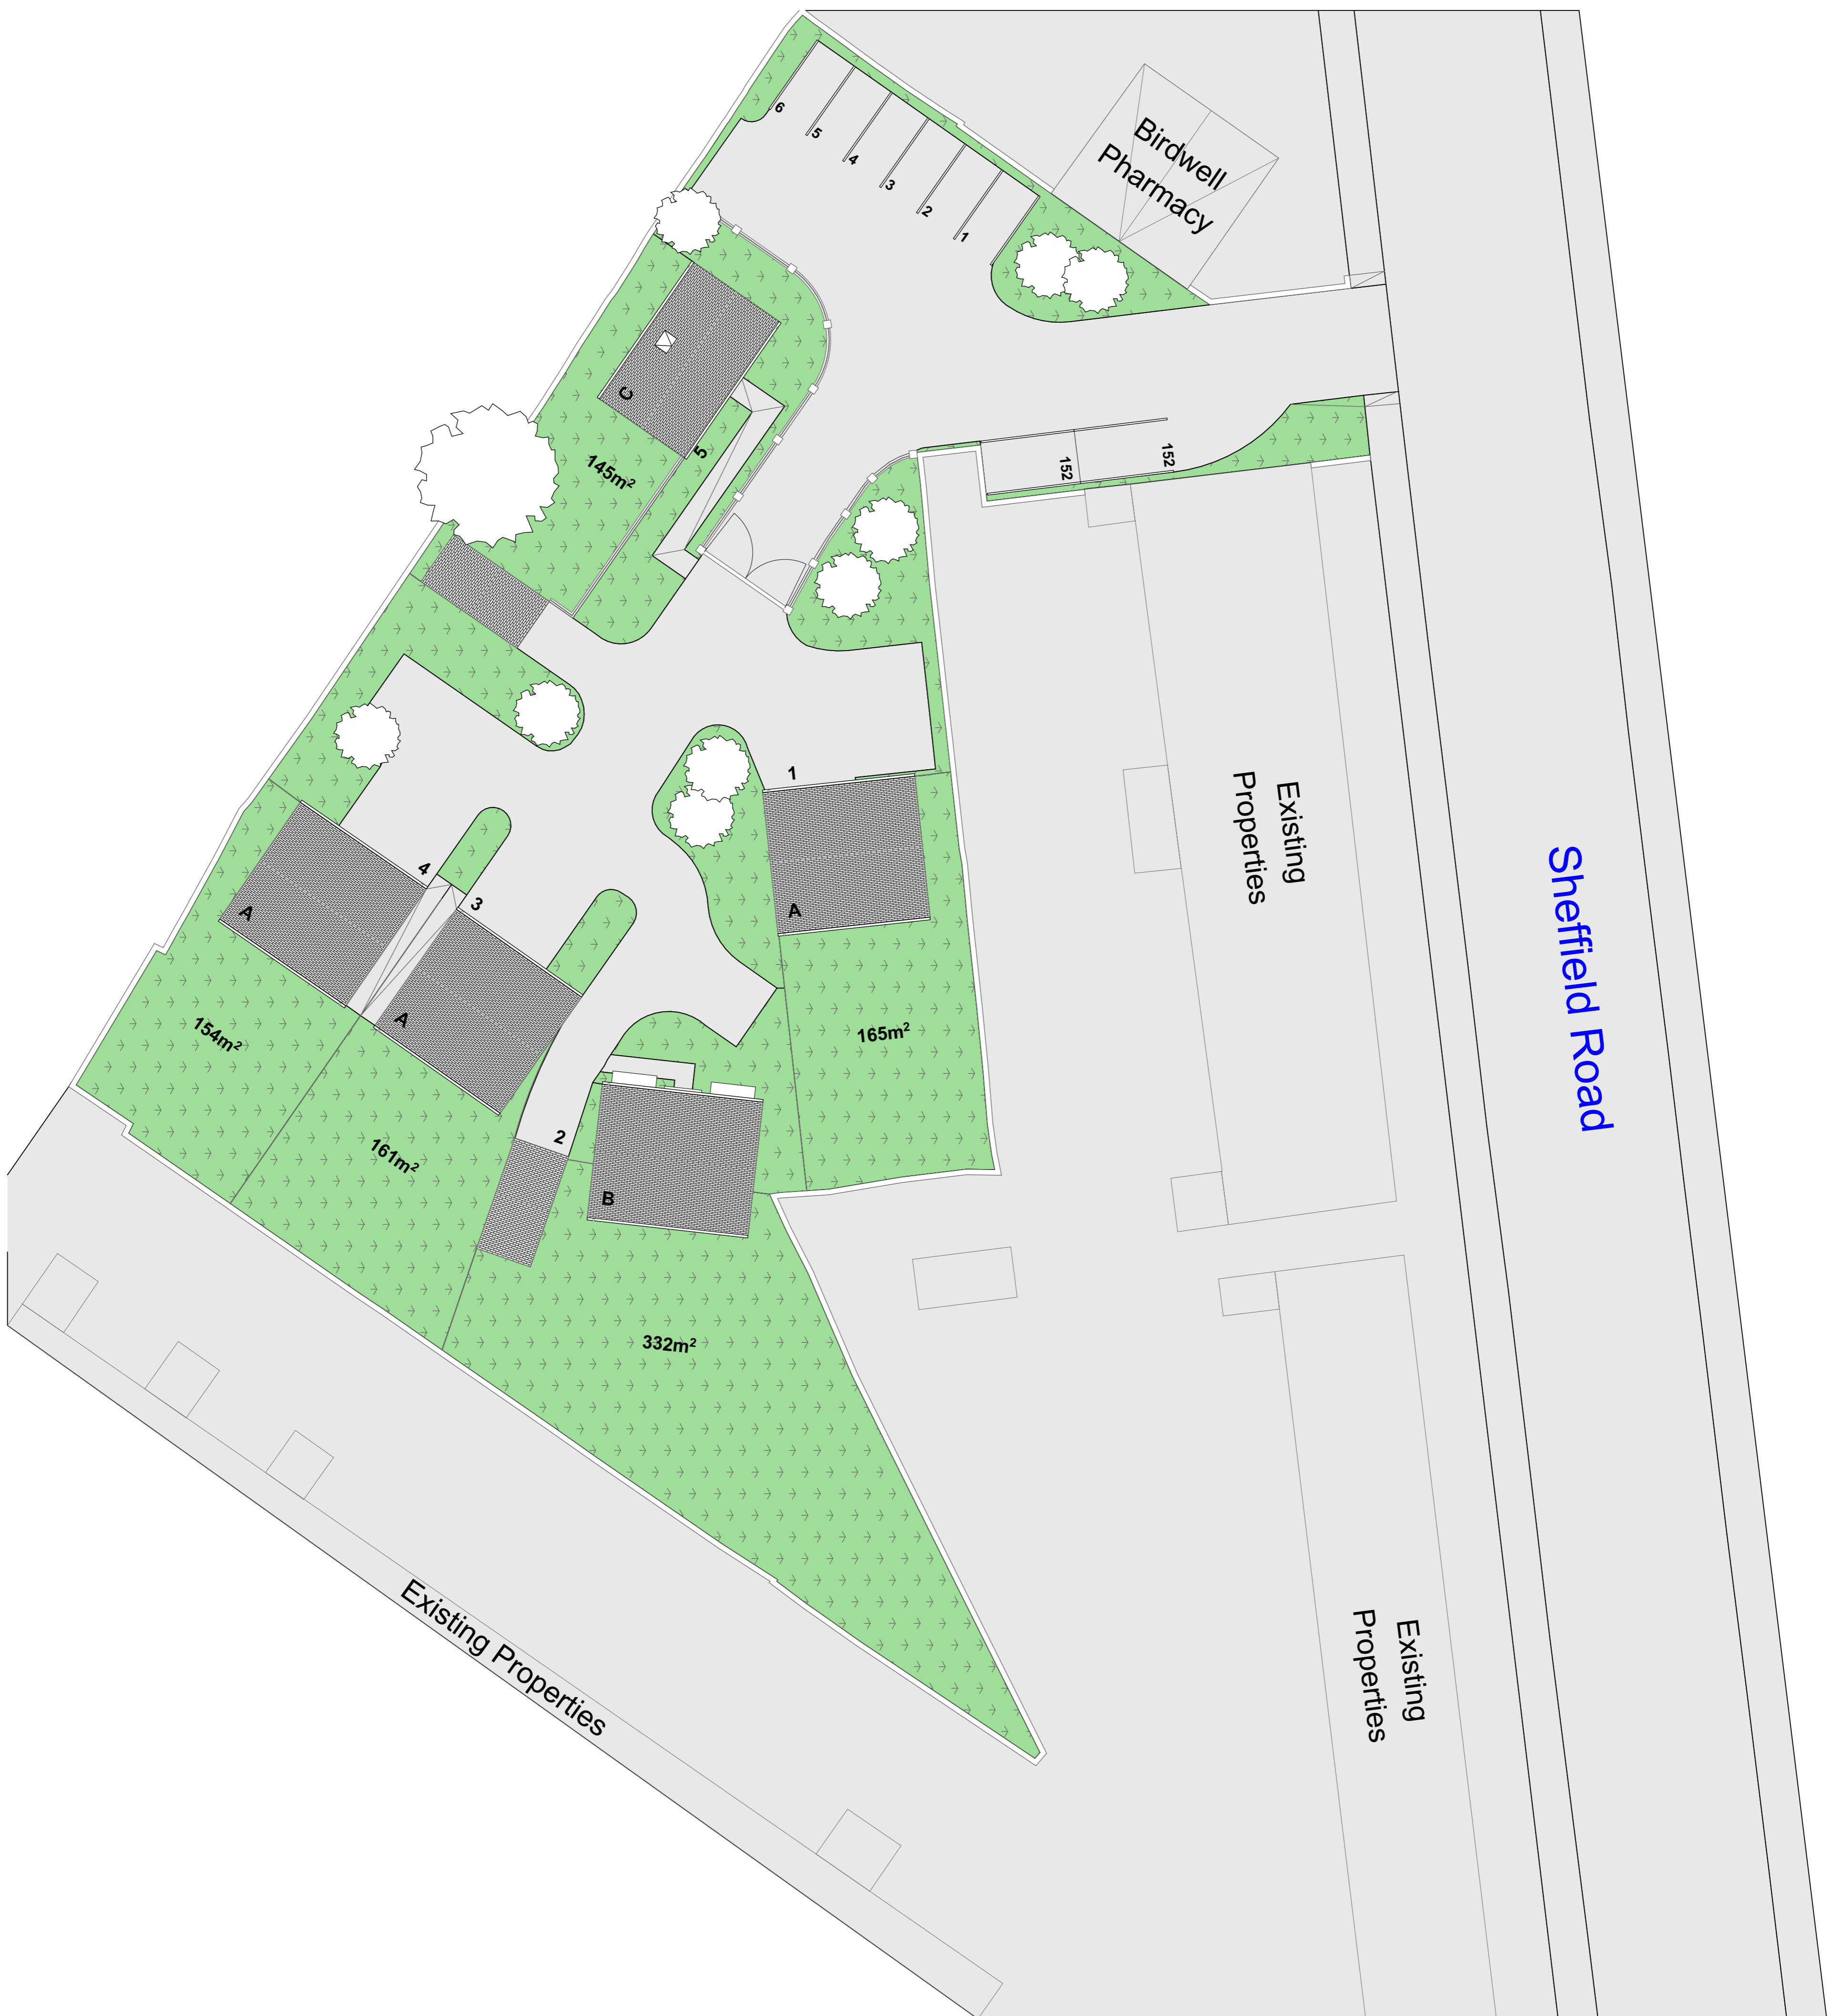 6
5
4
3
2
1
Birdwell
Pharmacy
C
5
145m²
152
152
1
A
165m²
4
A
3
A
154m²
161m²
2
B
332m²
Existing
Properties
Sheffield Road
Existing Properties
Existing
Properties